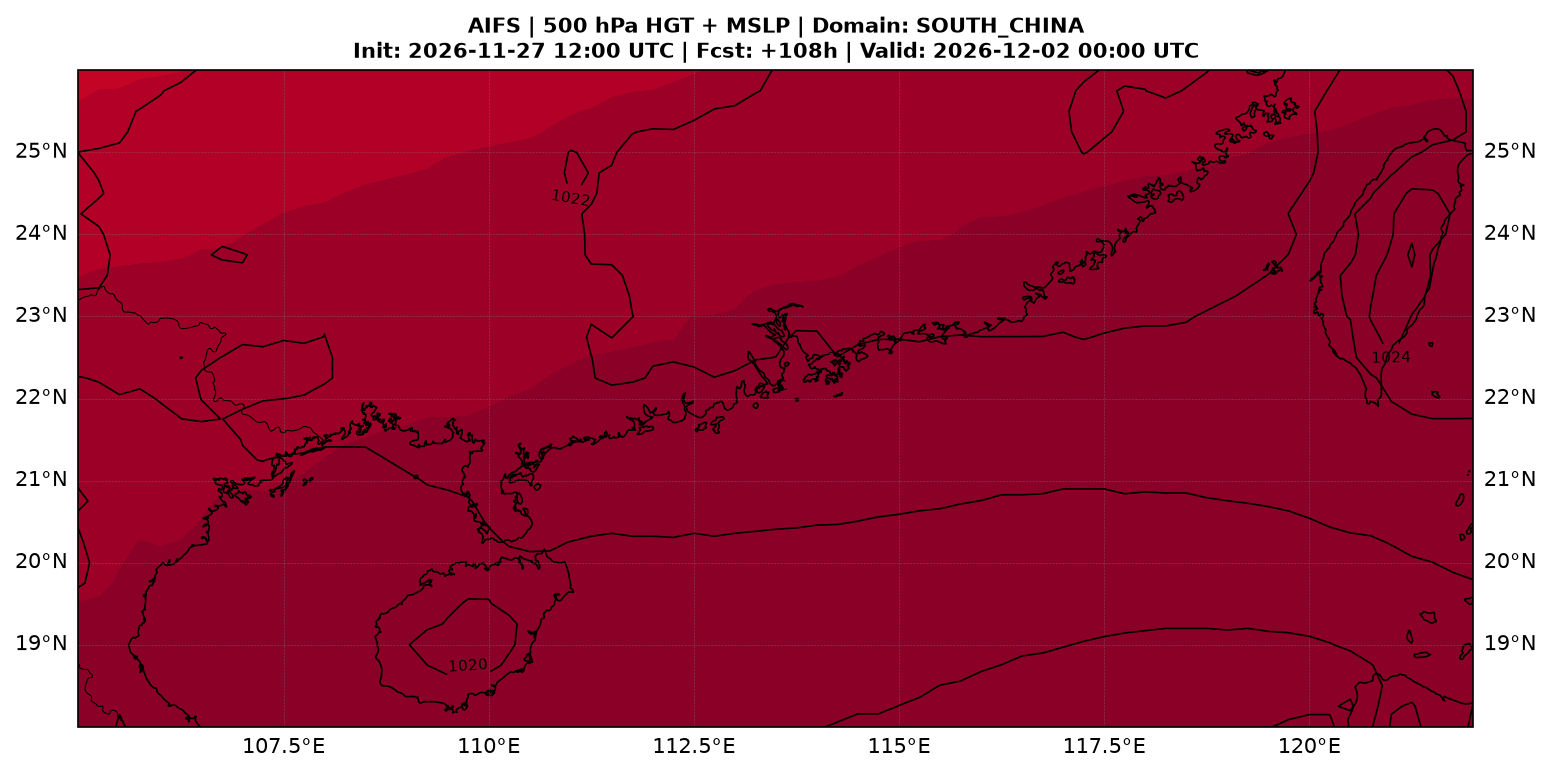 AIFS | 500 hPa HGT + MSLP | Domain: SOUTH_CHINA
Init: 2026-11-27 12:00 UTC | Fcst: +108h | Valid: 2026-12-02 00:00 UTC
25°N 25°N
1022
24°N 24°N
23°N 23°N
1024
22°N 22°N
21°N 21°N
20°N 20°N
19°N 19°N
1020
107.5°E 110°E 112.5°E 115°E 117.5°E 120°E